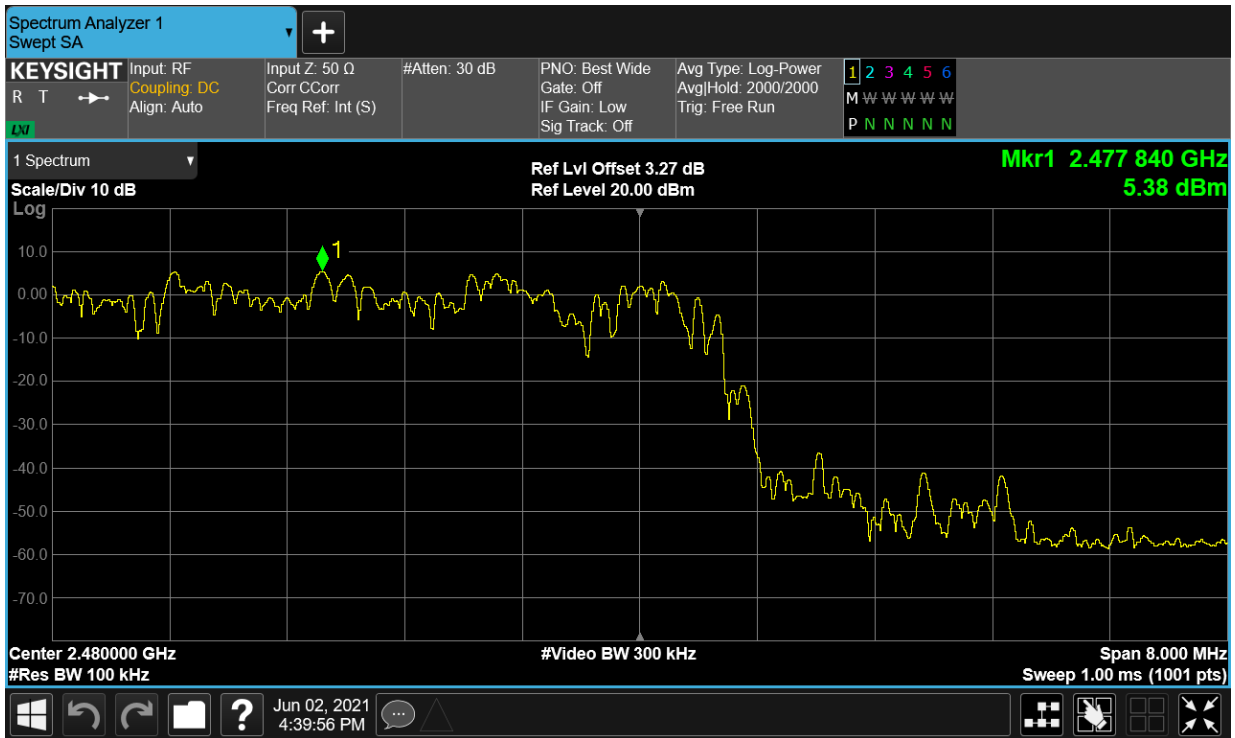 Spectrum Analyzer 1
Swept SA
KEYSIGHT
R T
LXI
Input: RF
Coupling: DC
Align: Auto
Input Z: 50 Ω
Corr CCorr
Freq Ref: Int (S)
#Atten: 30 dB
PNO: Best Wide
Gate: Off
IF Gain: Low
Sig Track: Off
Avg Type: Log-Power
Avg|Hold: 2000/2000
Trig: Free Run
1 2 3 4 5 6
M W W W W W
P N N N N N
1 Spectrum
Scale/Div 10 dB
Log
Ref Lvl Offset 3.27 dB
Ref Level 20.00 dBm
Mkr1 2.477 840 GHz
5.38 dBm
1
10.0
0.00
-10.0
-20.0
-30.0
-40.0
-50.0
-60.0
-70.0
Center 2.480000 GHz
#Res BW 100 kHz
#Video BW 300 kHz
Span 8.000 MHz
Sweep 1.00 ms (1001 pts)
?
Jun 02, 2021
4:39:56 PM